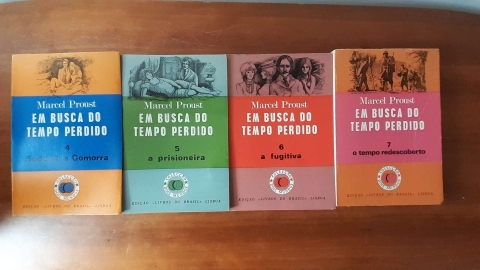 Marcel Proust
EM BUSCA DO
TEMPO PERDIDO
4
Sodoma e Gomorra
EDIÇÃO «LIVROS DO BRASIL» LISBOA
Marcel Proust
EM BUSCA DO
TEMPO PERDIDO
5
a prisioneira
EDIÇÃO «LIVROS DO BRASIL» LISBOA
Marcel Proust
EM BUSCA DO
TEMPO PERDIDO
6
a fugitiva
EDIÇÃO «LIVROS DO BRASIL» LISBOA
Marcel Proust
EM BUSCA DO
TEMPO PERDIDO
7
o tempo redescoberto
EDIÇÃO «LIVROS DO BRASIL» LISBOA